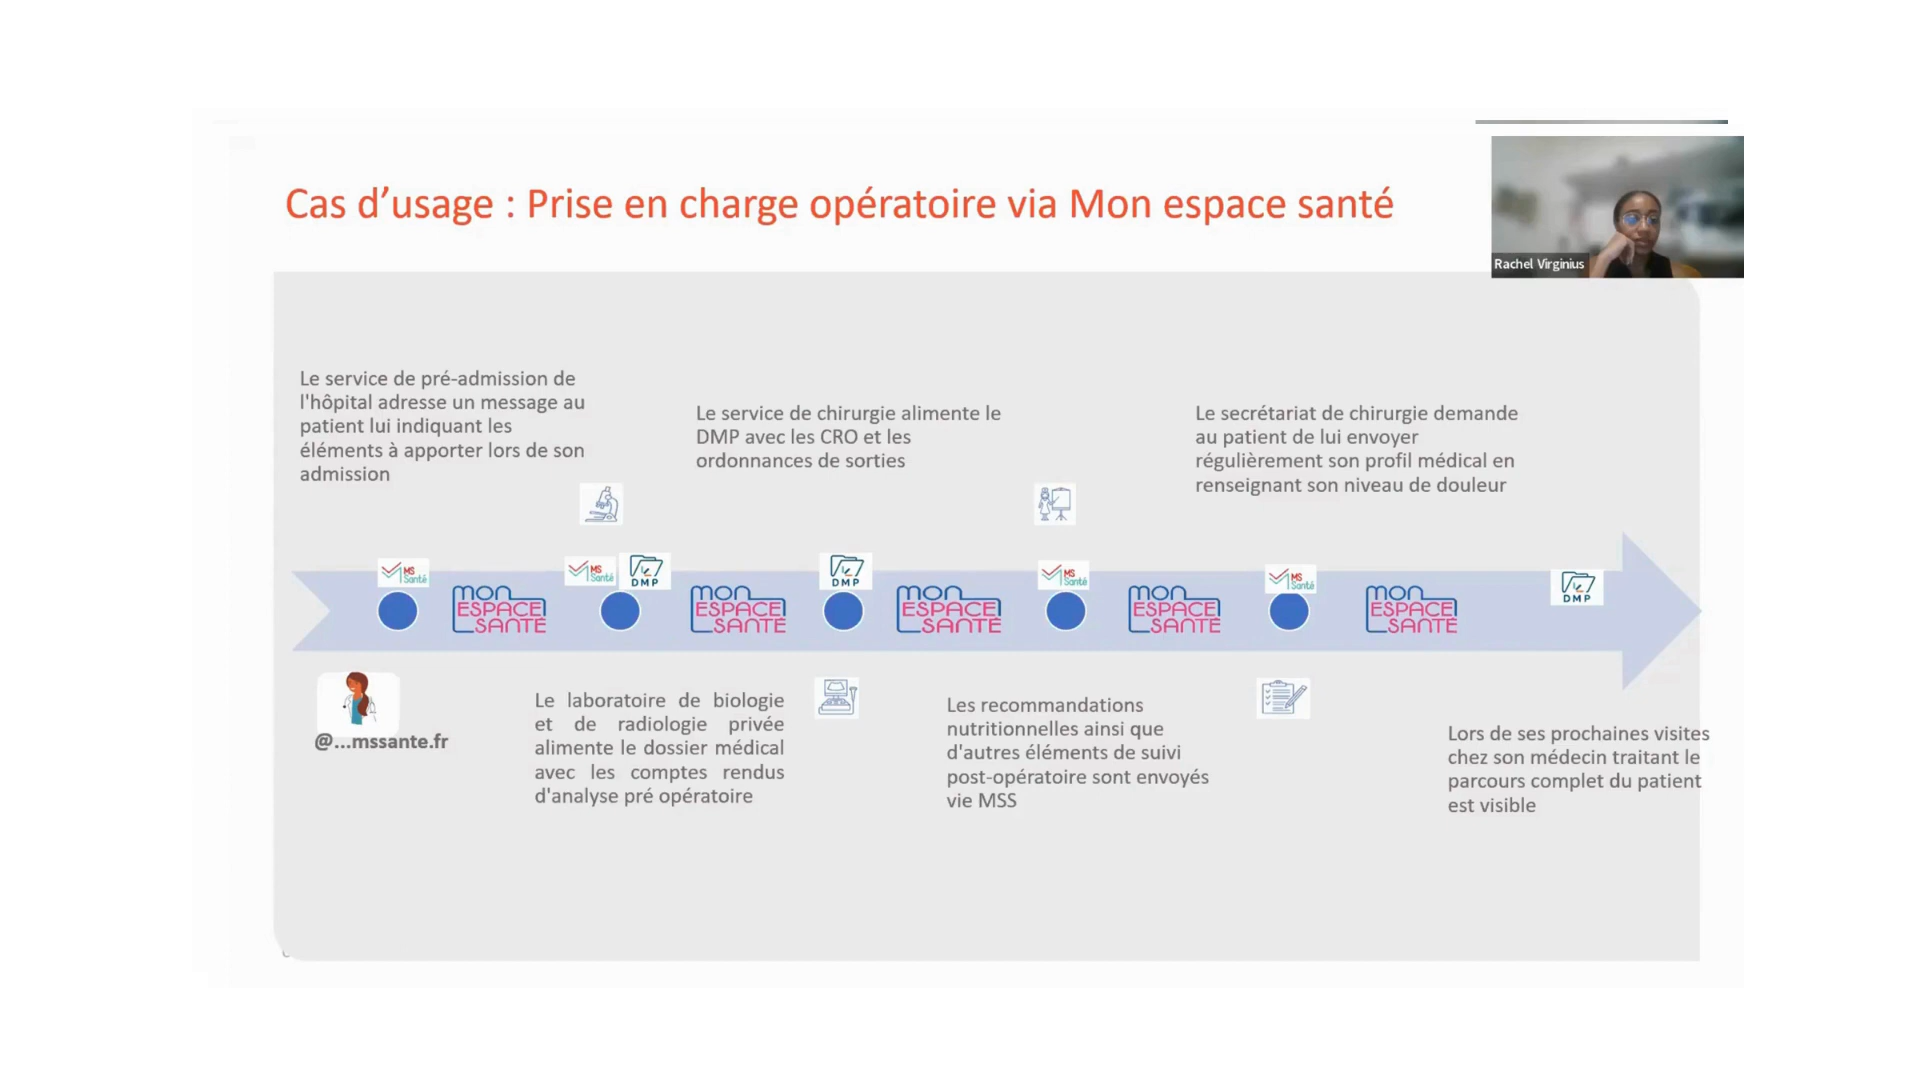 Cas d’usage : Prise en charge opératoire via Mon espace santé
Rachel Virginius
Le service de pré-admission de
l'hôpital adresse un message au
patient lui indiquant les
éléments à apporter lors de son
admission
Le service de chirurgie alimente le
DMP avec les CRO et les
ordonnances de sorties
Le secrétariat de chirurgie demande
au patient de lui envoyer
régulièrement son profil médical en
renseignant son niveau de douleur
MS
Santé
mon
ESPACE
SANTÉ
MS
Santé
DMP
mon
ESPACE
SANTÉ
DMP
mon
ESPACE
SANTÉ
MS
Santé
mon
ESPACE
SANTÉ
MS
Santé
mon
ESPACE
SANTÉ
DMP
@...mssante.fr
Le laboratoire de biologie
et de radiologie privée
alimente le dossier médical
avec les comptes rendus
d'analyse pré opératoire
Les recommandations
nutritionnelles ainsi que
d'autres éléments de suivi
post-opératoire sont envoyés
vie MSS
Lors de ses prochaines visites
chez son médecin traitant le
parcours complet du patient
est visible